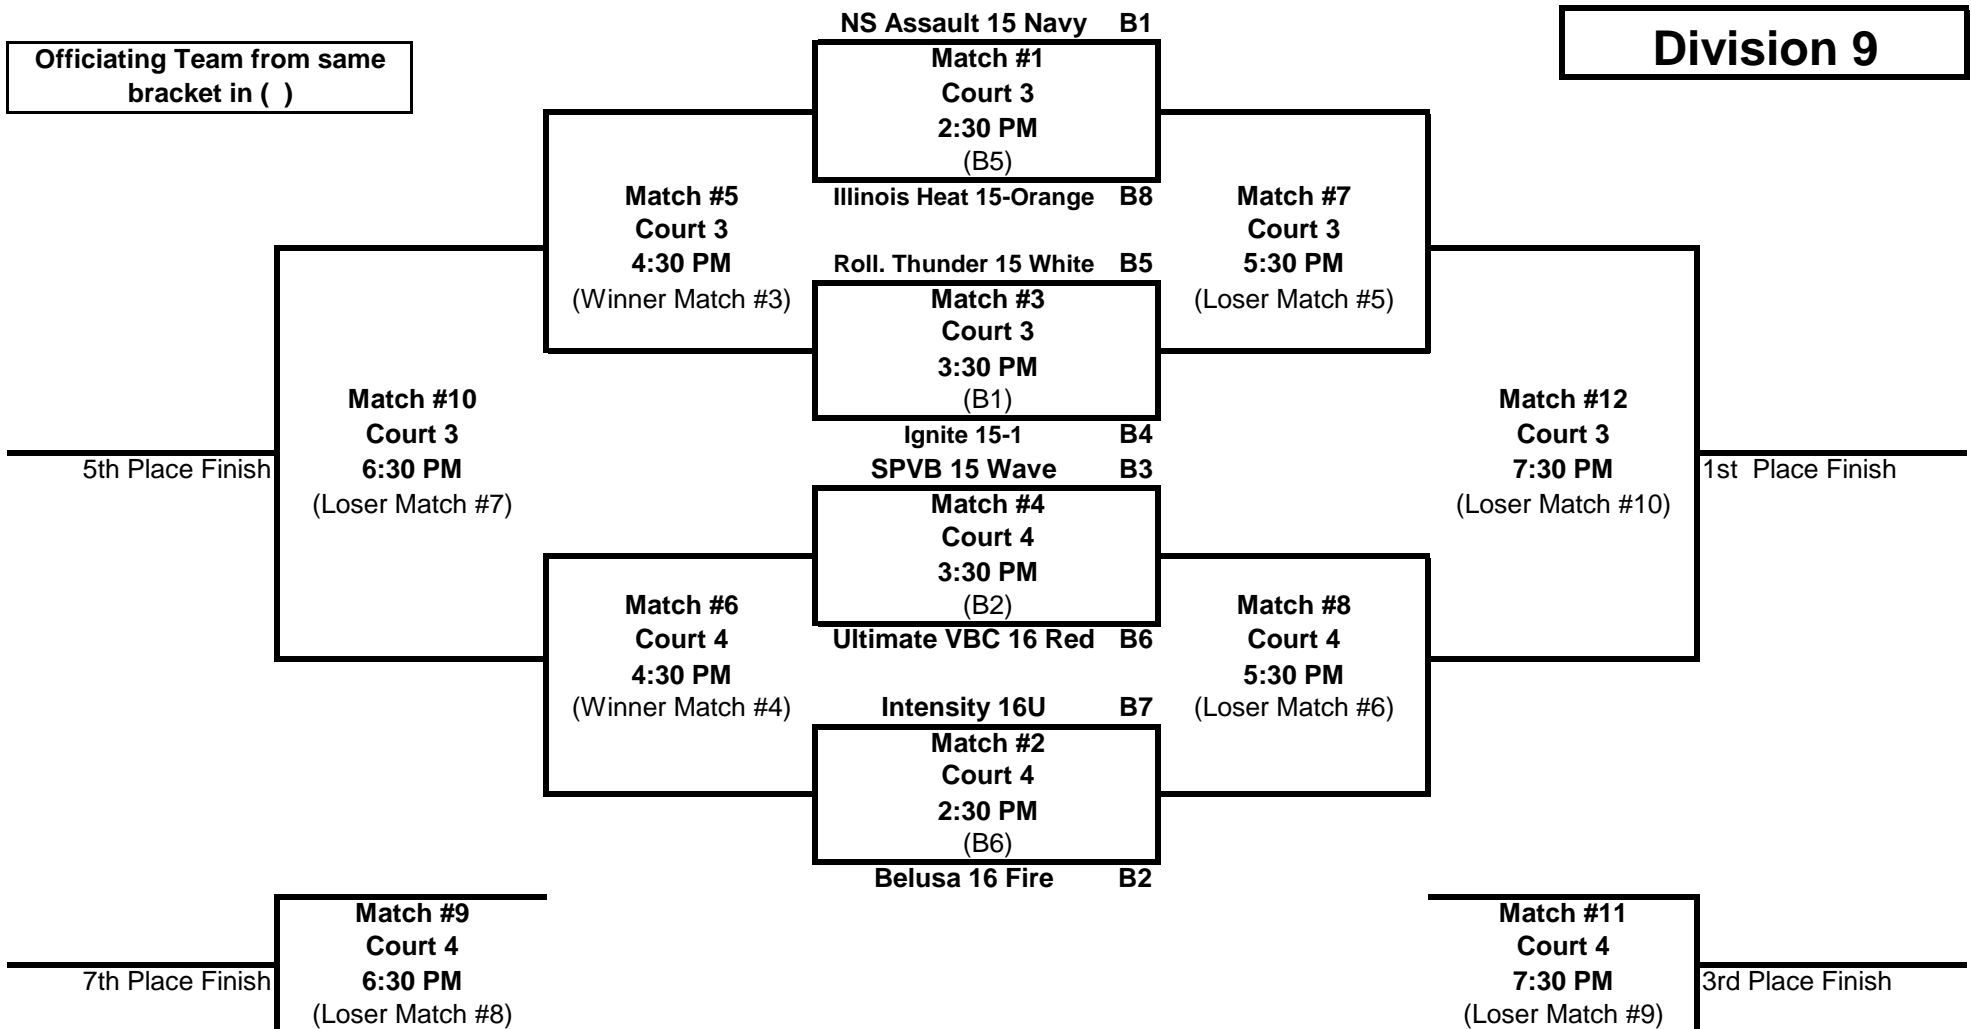 NS Assault 15 Navy B1
Officiating Team from same
bracket in ( )
Division 9
Match #1
Court 3
2:30 PM
(B5)
Illinois Heat 15-Orange B8
Match #5
Court 3
4:30 PM
(Winner Match #3)
Match #7
Court 3
5:30 PM
(Loser Match #5)
Roll. Thunder 15 White B5
Match #3
Court 3
3:30 PM
(B1)
Ignite 15-1 B4
Match #10
Court 3
6:30 PM
(Loser Match #7)
5th Place Finish
Match #12
Court 3
7:30 PM
(Loser Match #10)
1st Place Finish
SPVB 15 Wave B3
Match #4
Court 4
3:30 PM
(B2)
Ultimate VBC 16 Red B6
Match #6
Court 4
4:30 PM
(Winner Match #4)
Match #8
Court 4
5:30 PM
(Loser Match #6)
Intensity 16U B7
Match #2
Court 4
2:30 PM
(B6)
Belusa 16 Fire B2
Match #9
Court 4
6:30 PM
(Loser Match #8)
7th Place Finish
Match #11
Court 4
7:30 PM
(Loser Match #9)
3rd Place Finish